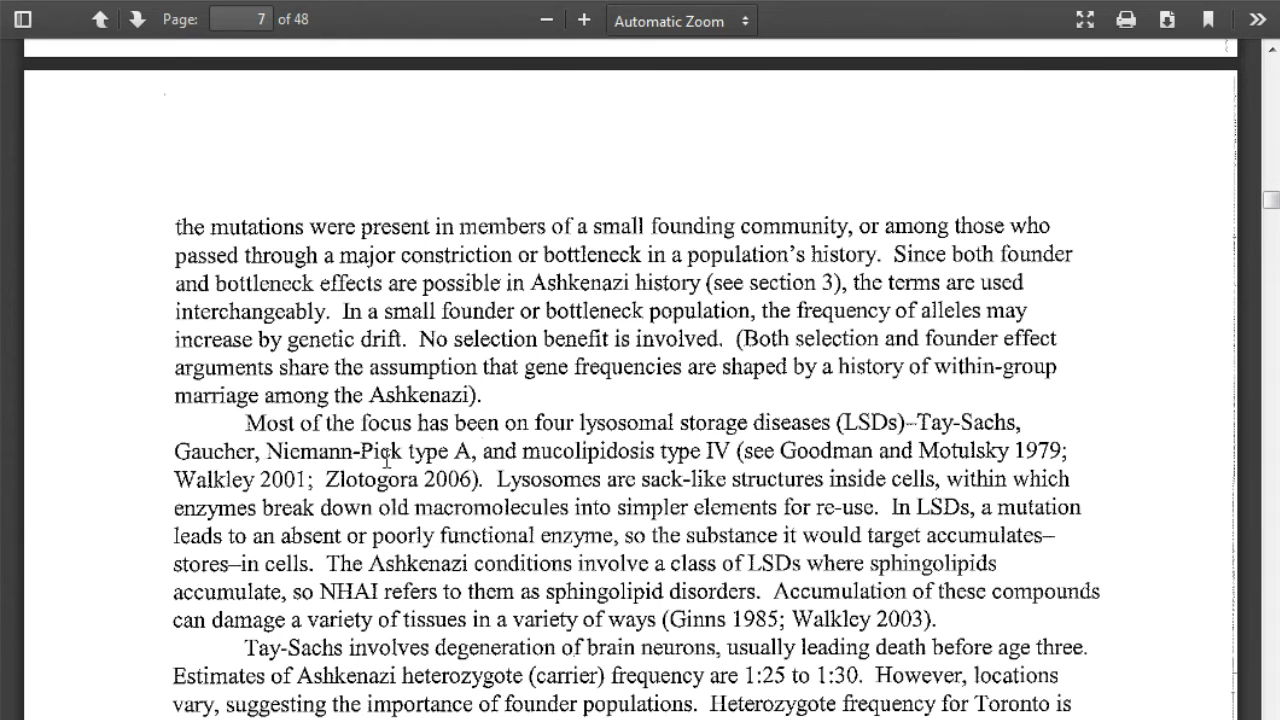 Page: 7 of 48 Automatic Zoom
the mutations were present in members of a small founding community, or among those who
passed through a major constriction or bottleneck in a population's history.  Since both founder
and bottleneck effects are possible in Ashkenazi history (see section 3), the terms are used
interchangeably.  In a small founder or bottleneck population, the frequency of alleles may
increase by genetic drift.  No selection benefit is involved.  (Both selection and founder effect
arguments share the assumption that gene frequencies are shaped by a history of within-group
marriage among the Ashkenazi).
Most of the focus has been on four lysosomal storage diseases (LSDs)–Tay-Sachs,
Gaucher, Niemann-Pick type A, and mucolipidosis type IV (see Goodman and Motulsky 1979;
Walkley 2001;  Zlotogora 2006).  Lysosomes are sack-like structures inside cells, within which
enzymes break down old macromolecules into simpler elements for re-use.  In LSDs, a mutation
leads to an absent or poorly functional enzyme, so the substance it would target accumulates–
stores–in cells.  The Ashkenazi conditions involve a class of LSDs where sphingolipids
accumulate, so NHAI refers to them as sphingolipid disorders.  Accumulation of these compounds
can damage a variety of tissues in a variety of ways (Ginns 1985; Walkley 2003).
Tay-Sachs involves degeneration of brain neurons, usually leading death before age three.
Estimates of Ashkenazi heterozygote (carrier) frequency are 1:25 to 1:30.  However, locations
vary, suggesting the importance of founder populations.  Heterozygote frequency for Toronto is